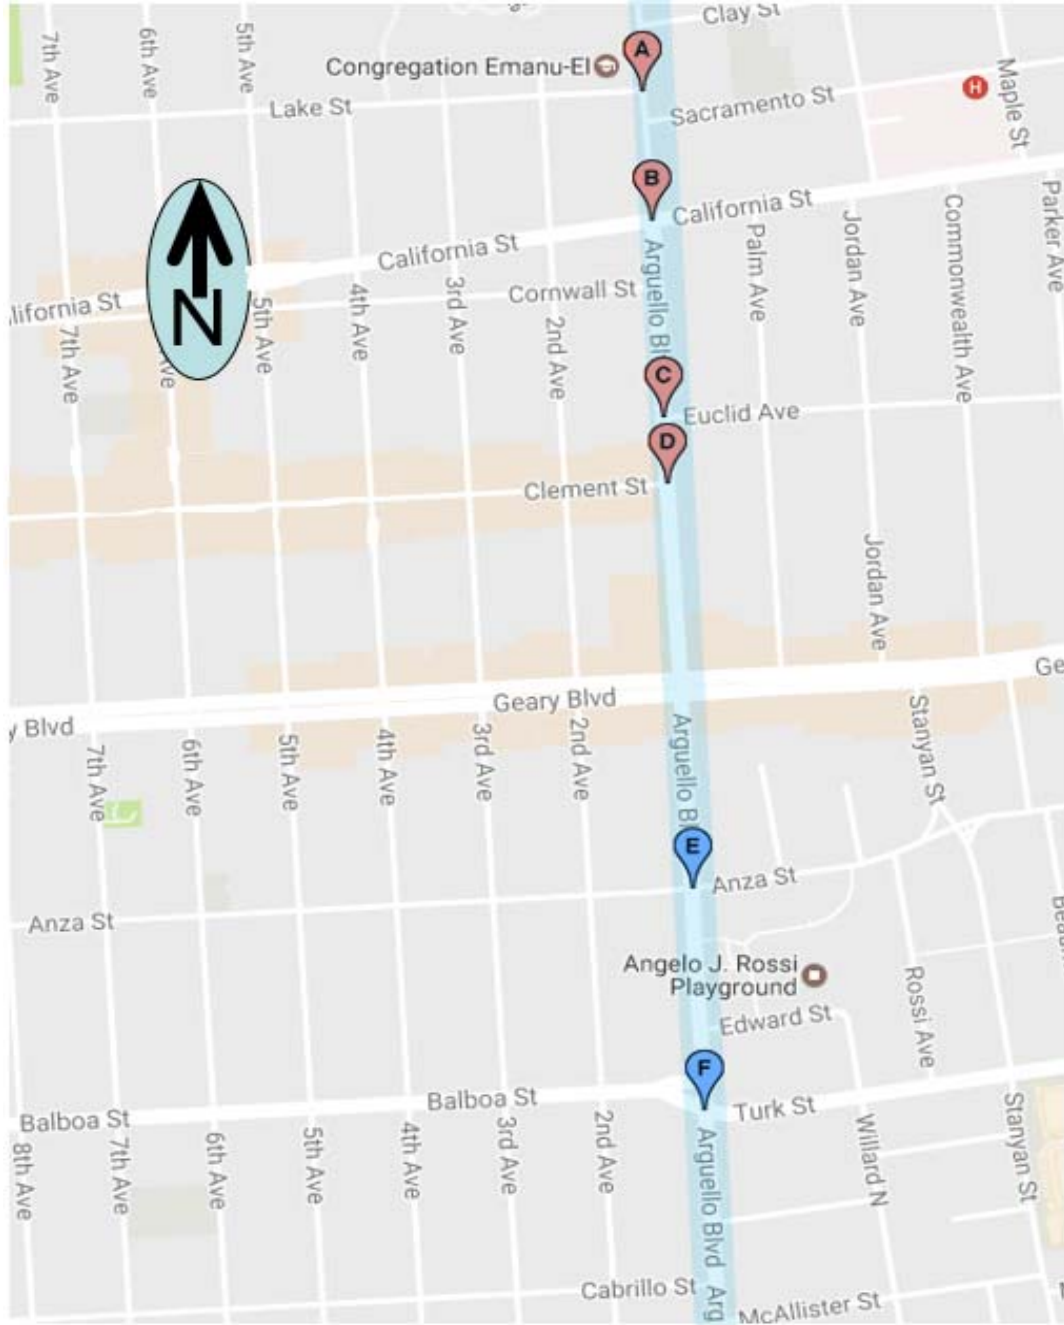 Clay St
7th Ave
6th Ave
5th Ave
A
Congregation Emanu-El
Lake St
Sacramento St
H
Maple St
B
California St
California St
lifornia St
N
Arguello Bl
Palm Ave
Jordan Ave
Commonwealth Ave
Parker Ave
Cornwall St
7th Ave
Ave
5th Ave
4th Ave
3rd Ave
2nd Ave
C
Euclid Ave
D
Clement St
Jordan Ave
Geary Blvd
Ge
y Blvd
7th Ave
6th Ave
5th Ave
4th Ave
3rd Ave
2nd Ave
Arguello B
Stanyan St
E
Anza St
Anza St
Angelo J. Rossi
Playground
Rossi Ave
Edward St
F
Balboa St
Balboa St
Turk St
8th Ave
7th Ave
6th Ave
5th Ave
4th Ave
3rd Ave
2nd Ave
Arguello Blvd
Willard N
Stanyan St
Cabrillo St
Arg
McAllister St